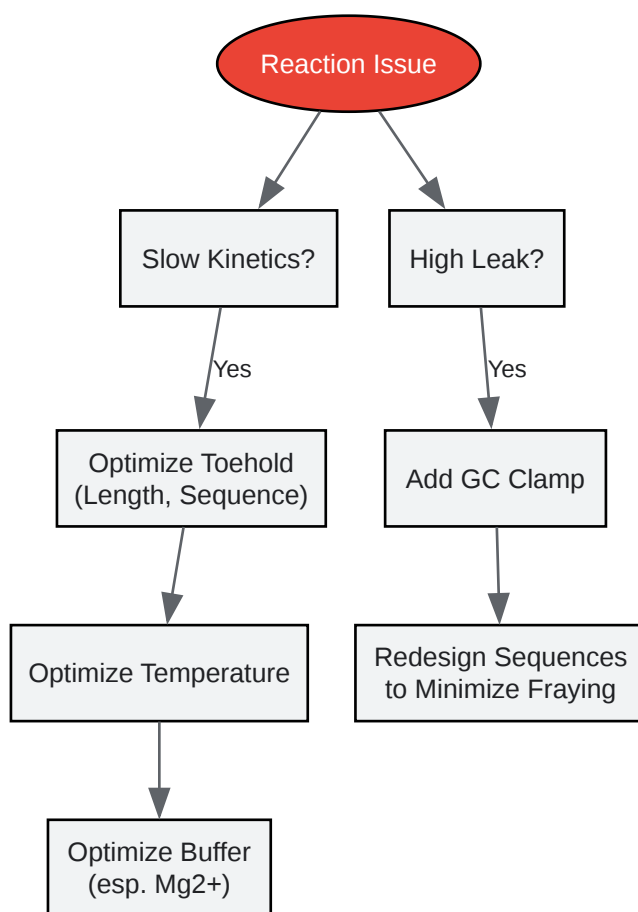 Reaction Issue
Slow Kinetics?
High Leak?
Yes
Yes
Optimize Toehold
(Length, Sequence)
Add GC Clamp
Optimize Temperature
Redesign Sequences
to Minimize Fraying
Optimize Buffer
(esp. Mg2+)